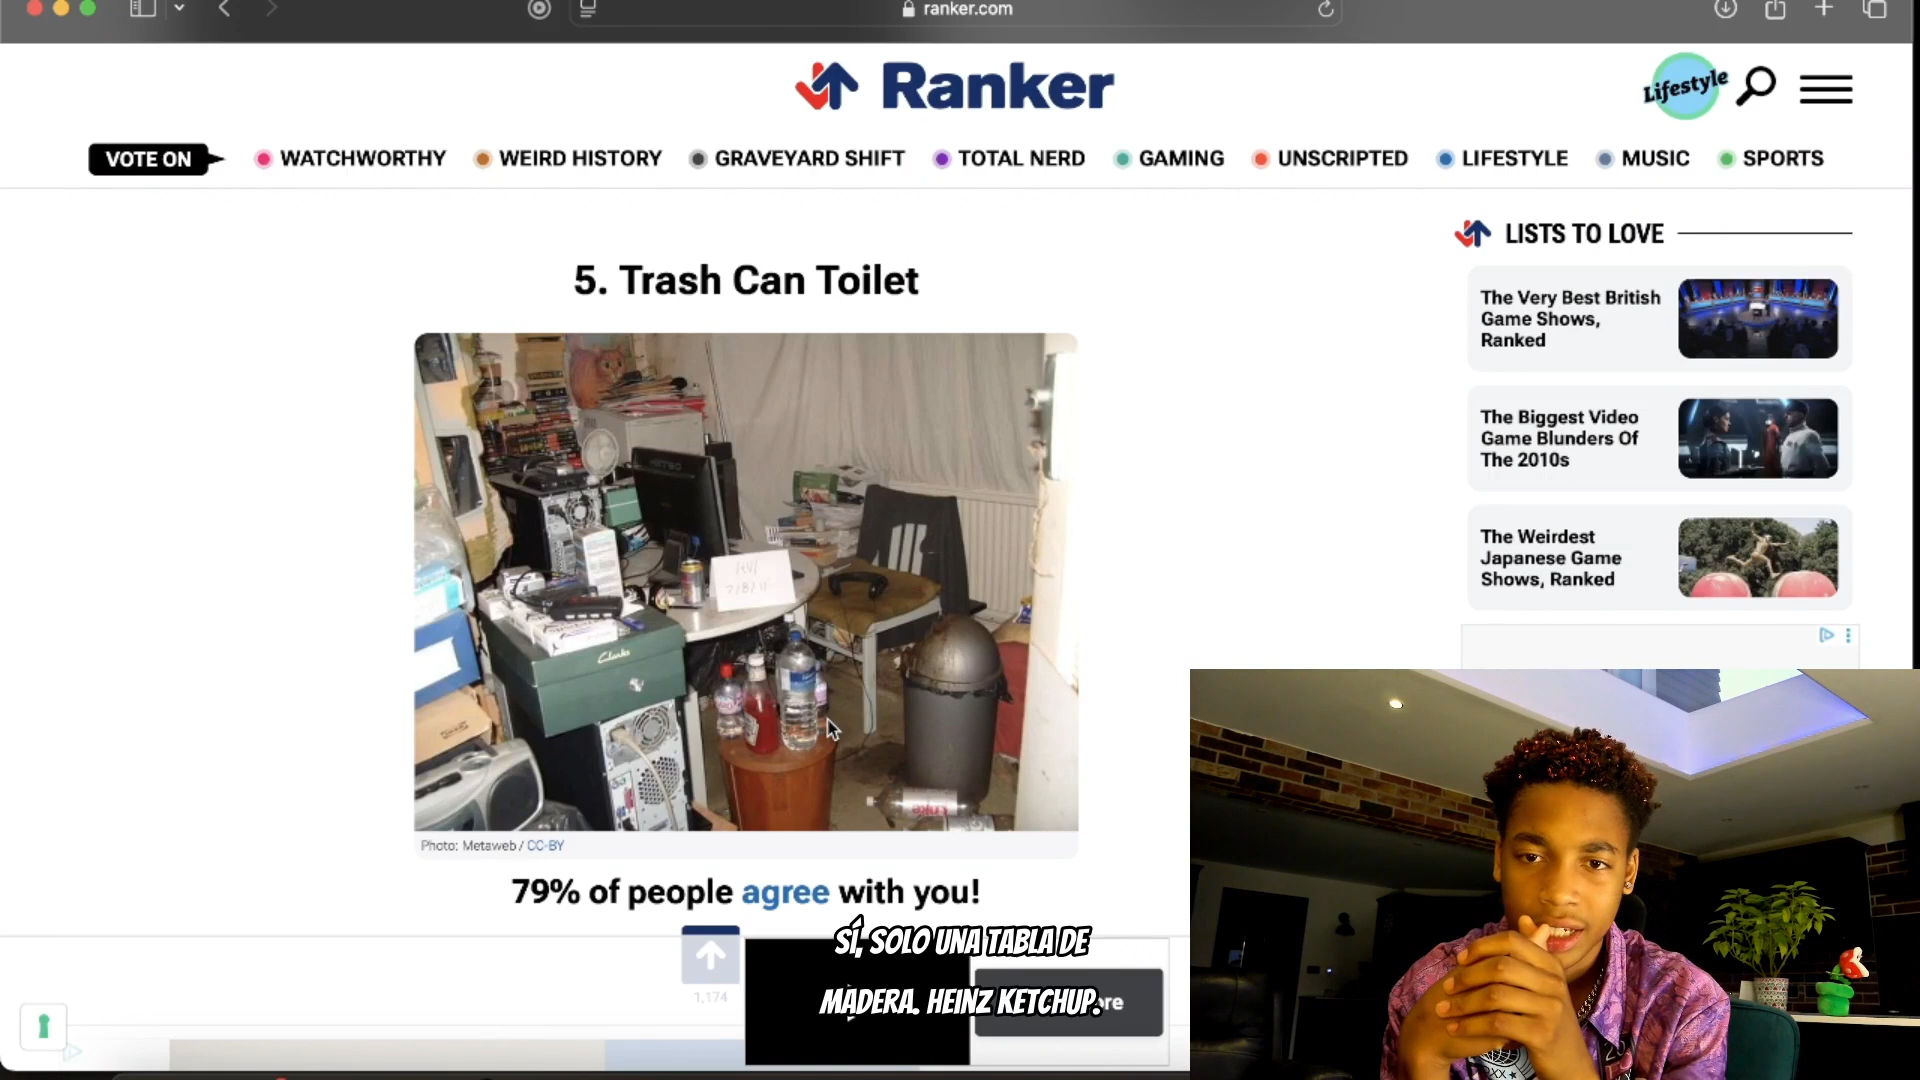 ranker.com
Ranker
Lifestyle
VOTE ON
WATCHWORTHY
WEIRD HISTORY
GRAVEYARD SHIFT
TOTAL NERD
GAMING
UNSCRIPTED
LIFESTYLE
MUSIC
SPORTS
LISTS TO LOVE
5. Trash Can Toilet
The Very Best British
Game Shows,
Ranked
The Biggest Video
Game Blunders Of
The 2010s
The Weirdest
Japanese Game
Shows, Ranked
Clarks
Photo: Metaweb / CC-BY
79% of people agree with you!
SÍ, SOLO UNA TABLA DE
MADERA. HEINZ KETCHUP.
1,174